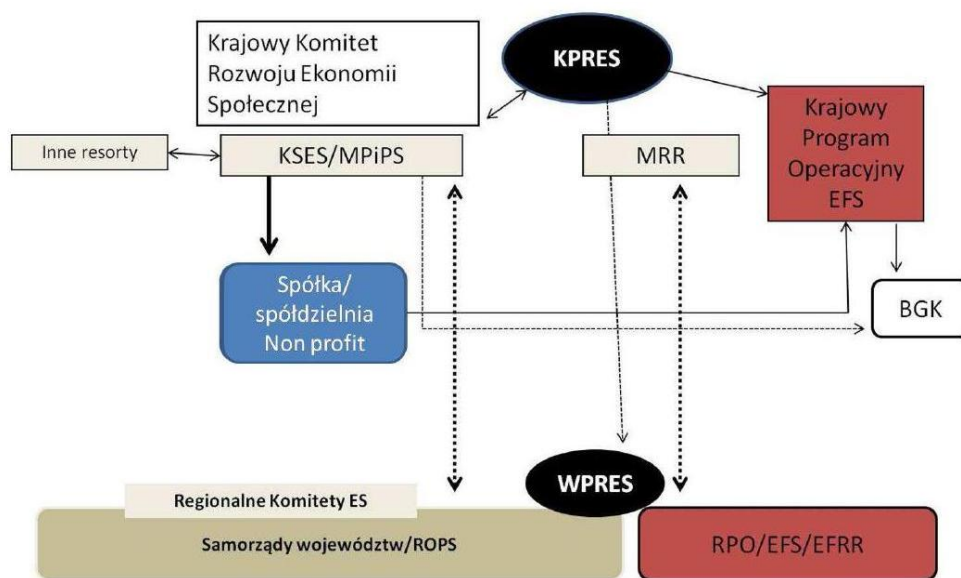 Krajowy Komitet
Rozwoju Ekonomii
Społecznej
KPRES
Krajowy
Program
Operacyjny
EFS
Inne resorty
KSES/MPiPS
MRR
Spółka/
spółdzielnia
Non profit
BGK
WPRES
Regionalne Komitety ES
Samorządy województw/ROPS
RPO/EFS/EFRR